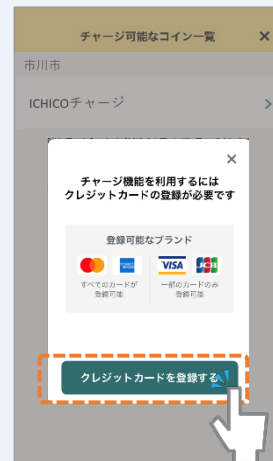 チャージ可能なコイン一覧 ×
市川市
ICHICOチャージ >
×
チャージ機能を利用するには
クレジットカードの登録が必要です
登録可能なブランド
VISA JCB
すべてのカードが
登録可能
一部のカードのみ
登録可能
クレジットカードを登録する